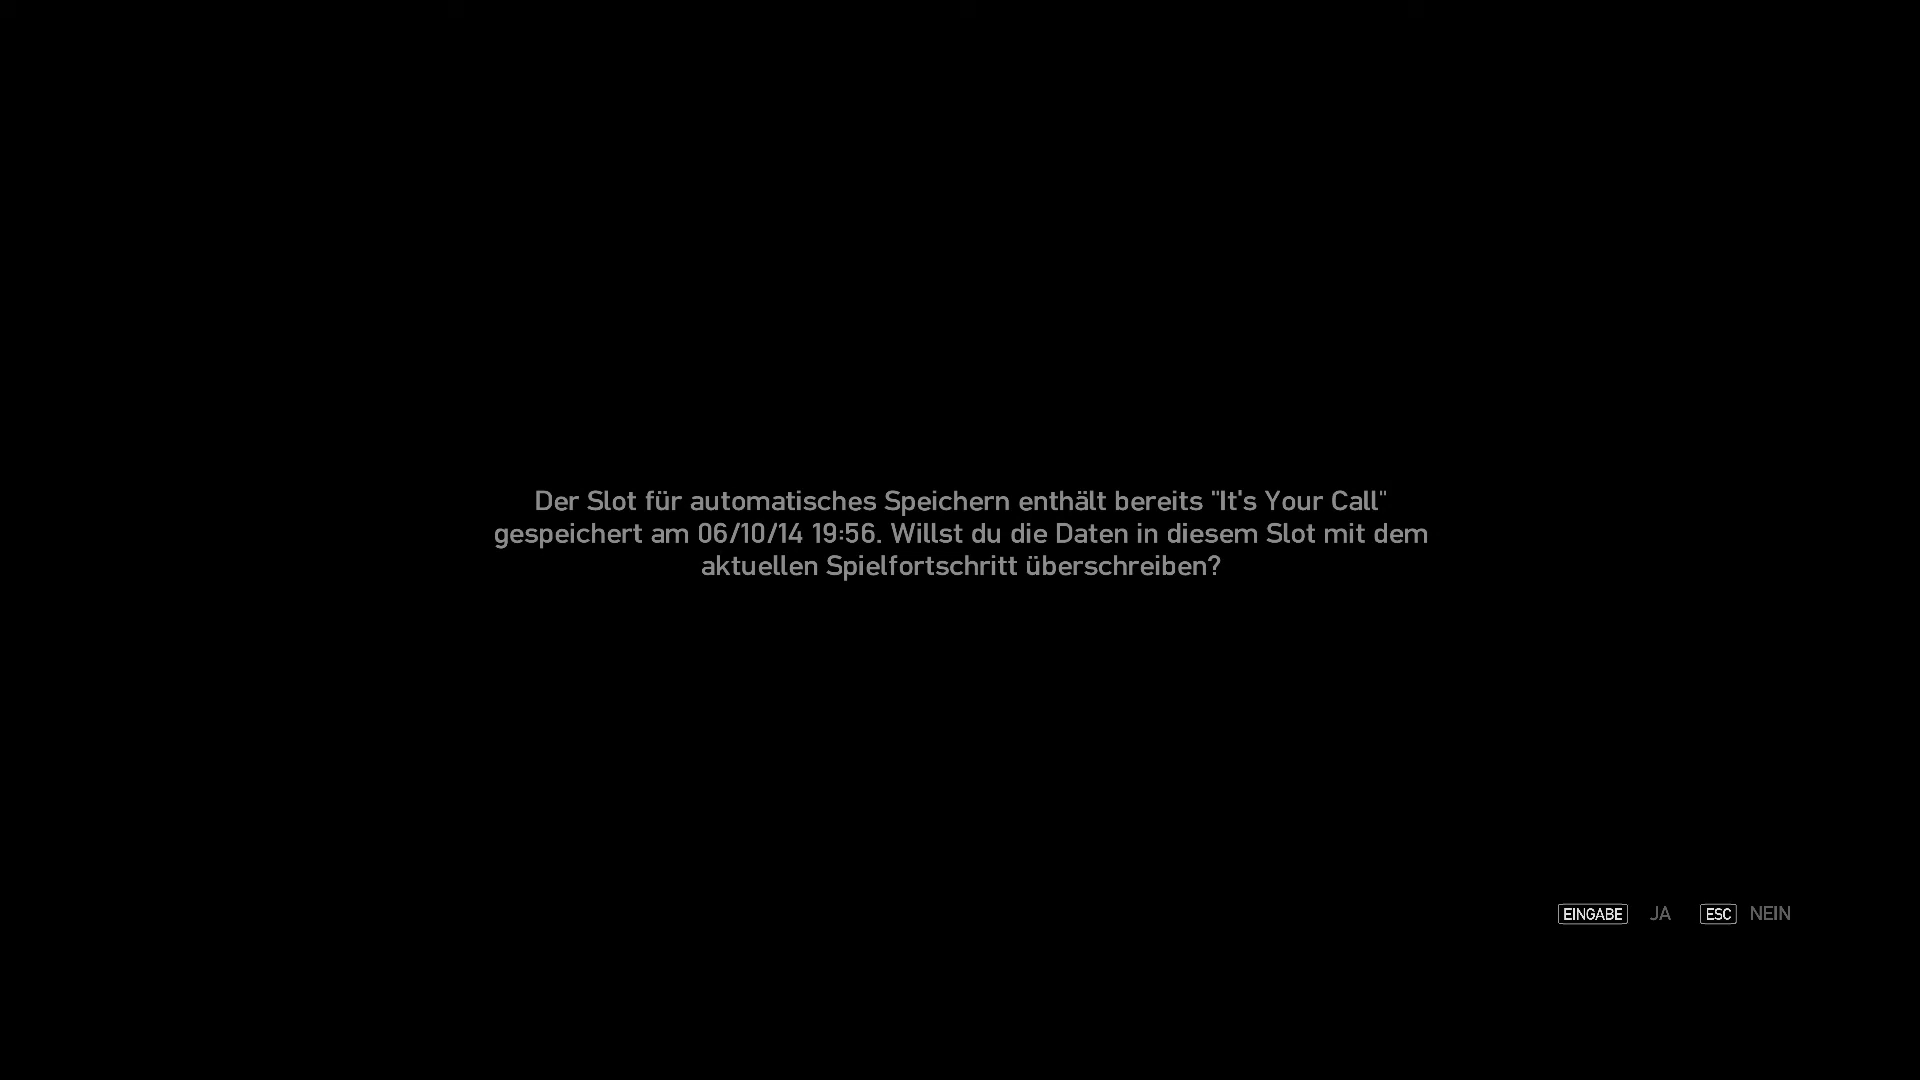 Der Slot für automatisches Speichern enthält bereits "It's Your Call"
gespeichert am 06/10/14 19:56. Willst du die Daten in diesem Slot mit dem
aktuellen Spielfortschritt überschreiben?
EINGABE JA ESC NEIN